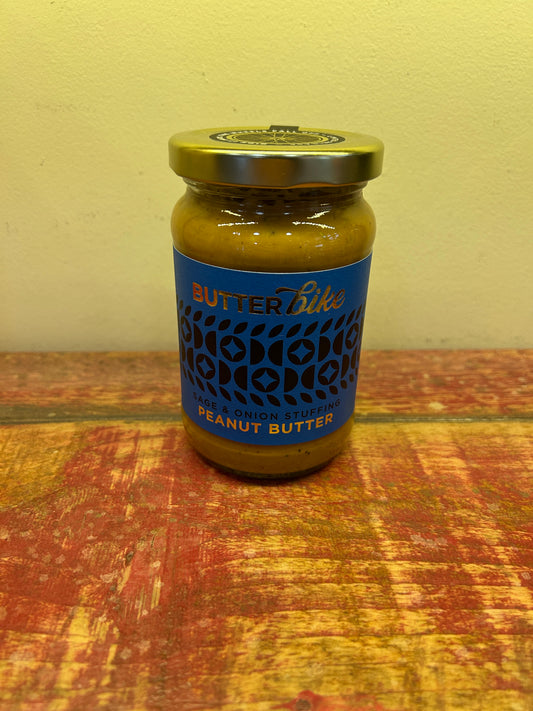 BUTTER bike
SAGE & ONION STUFFING
PEANUT BUTTER